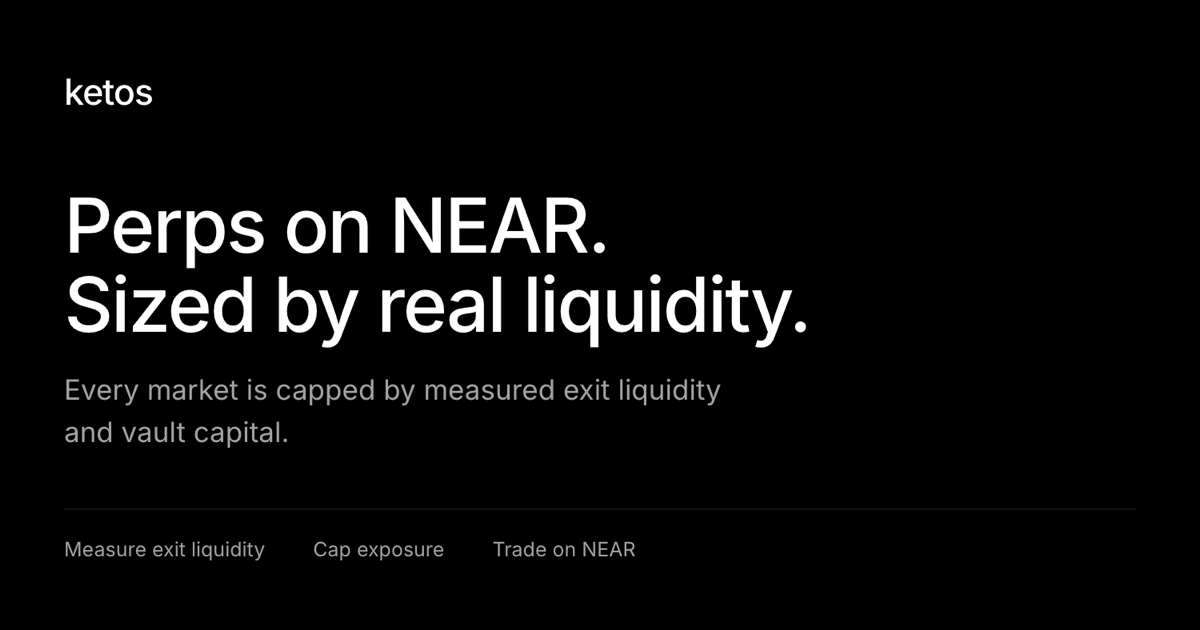 ketos
Perps on NEAR.
Sized by real liquidity.
Every market is capped by measured exit liquidity
and vault capital.
Measure exit liquidity
Cap exposure
Trade on NEAR